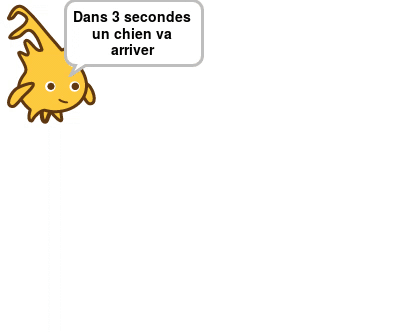 Dans 3 secondes
un chien va
arriver